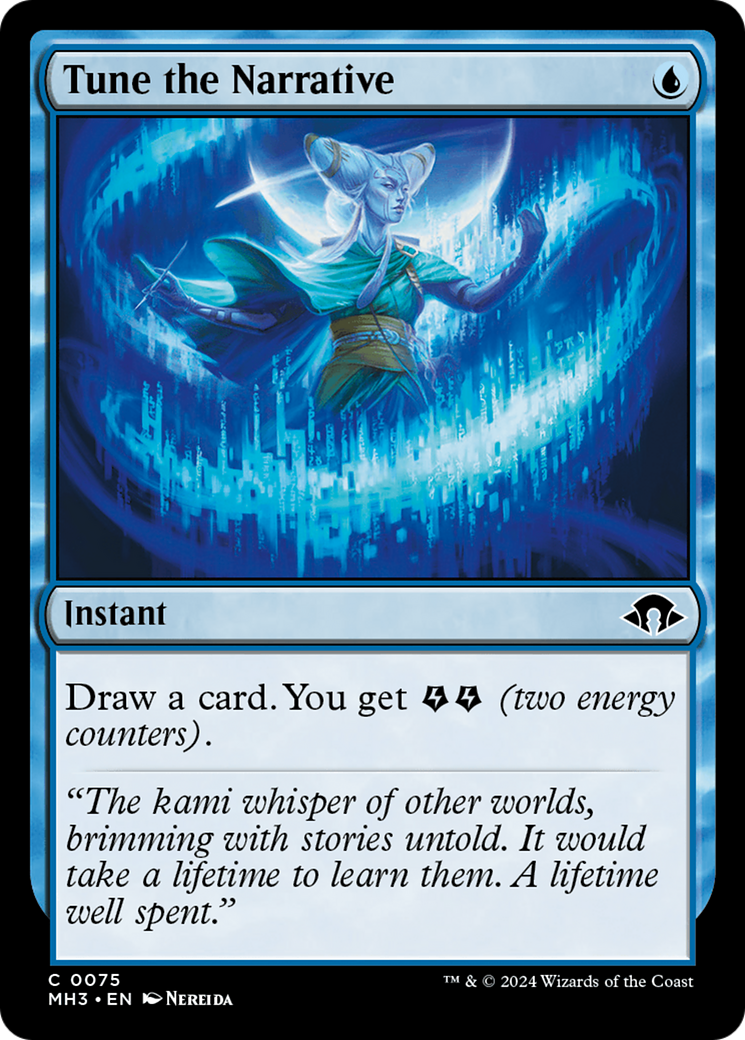 Tune the Narrative
Instant
Draw a card. You get (two energy
counters).
“The kami whisper of other worlds,
brimming with stories untold. It would
take a lifetime to learn them. A lifetime
well spent.”
C 0075
MH3 • EN NEREIDA
™ & © 2024 Wizards of the Coast